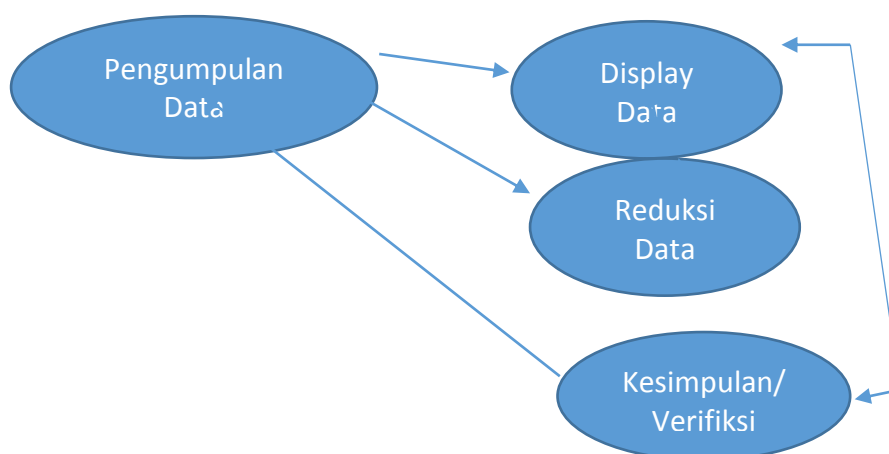 Pengumpulan
Data
Display
Data
Reduksi
Data
Kesimpulan/
Verifiksi